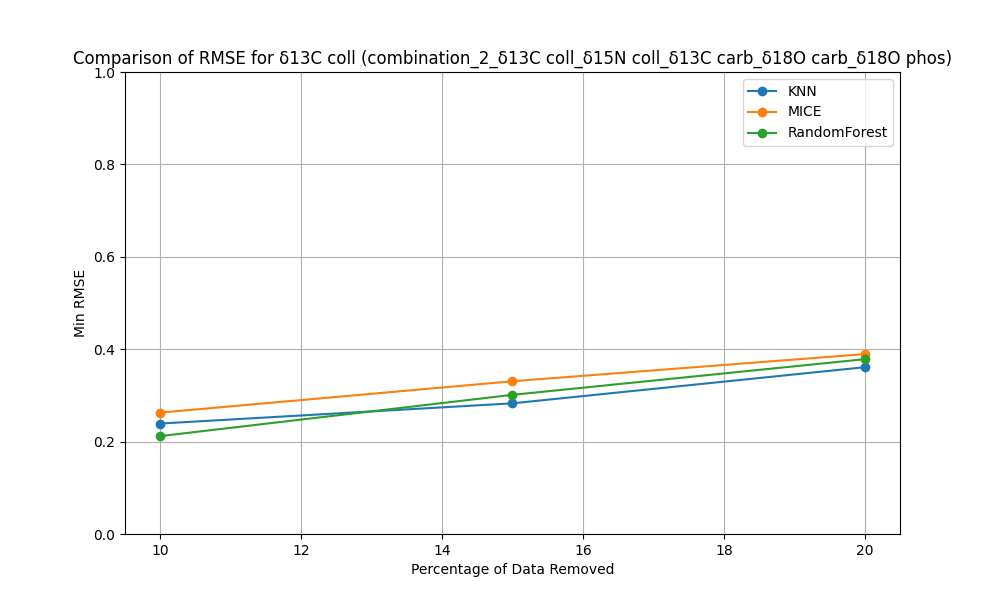 Comparison of RMSE for δ13C coll (combination_2_δ13C coll_δ15N coll_δ13C carb_δ18O carb_δ18O phos)
KNN
MICE
RandomForest
1.0
0.8
0.6
0.4
0.2
0.0
Min RMSE
10 12 14 16 18 20
Percentage of Data Removed